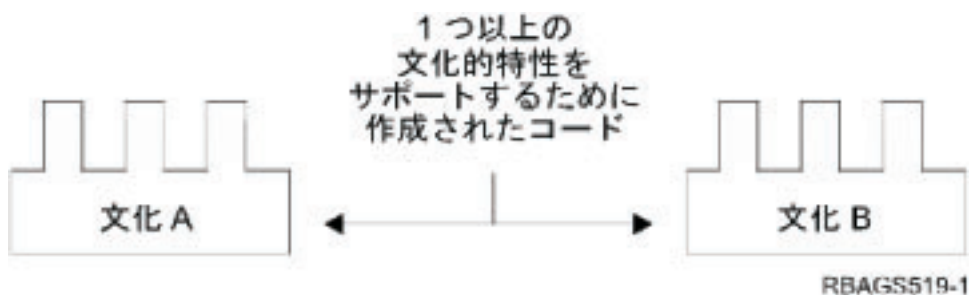 1 つ以上の
文化的特性を
サポートするために
作成されたコード
文化 A
文化 B
RBAGS519-1